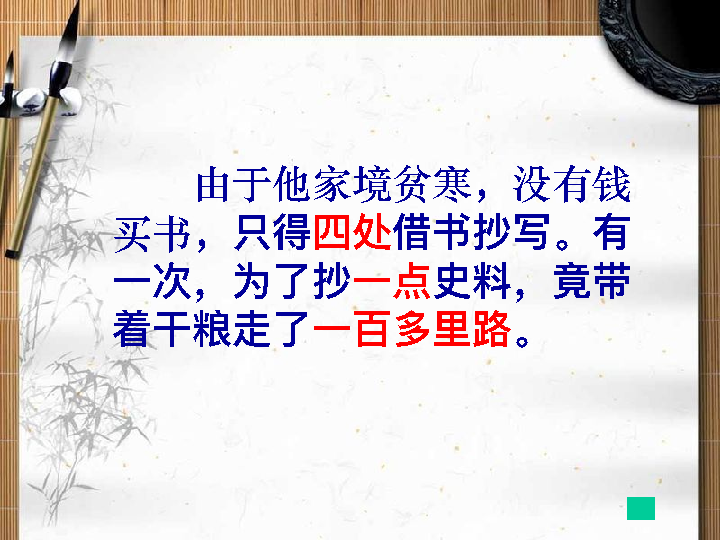 由于他家境贫寒，没有钱
买书，只得四处借书抄写。有
一次，为了抄一点史料，竟带
着干粮走了一百多里路。